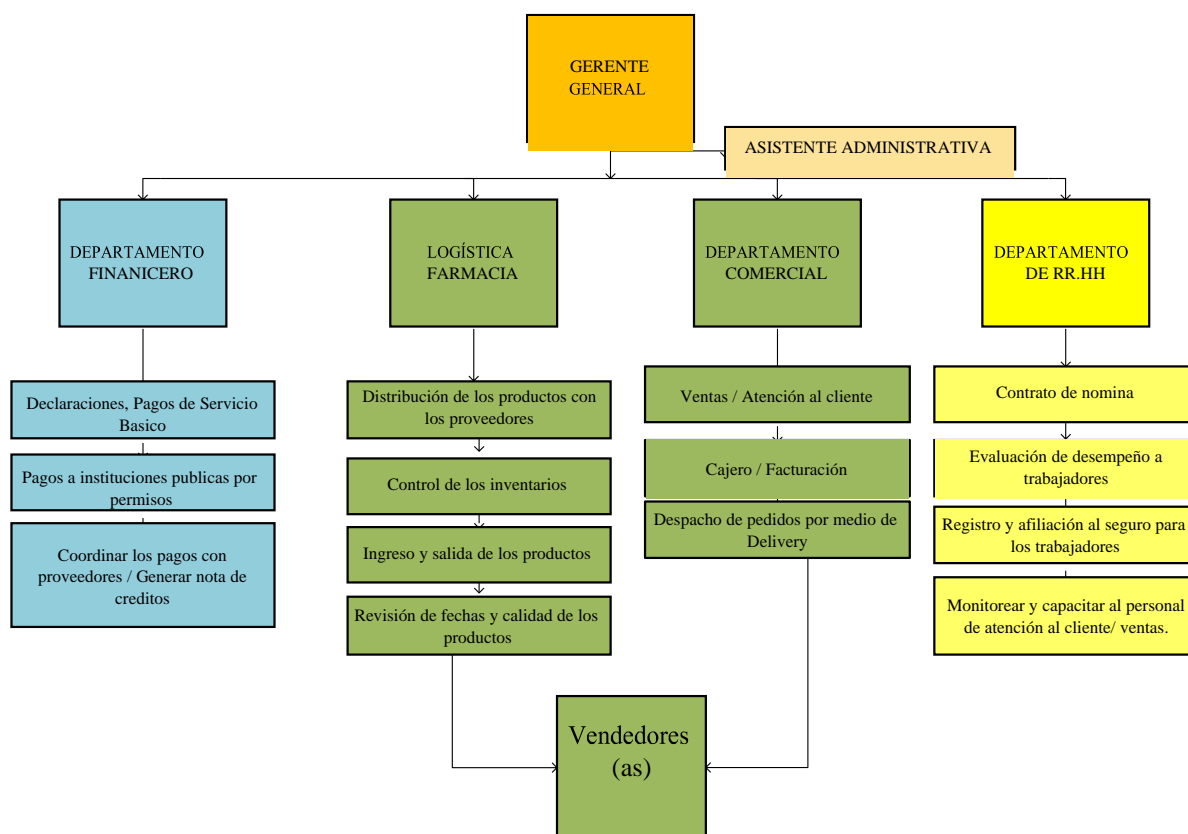 GERENTE
GENERAL
ASISTENTE ADMINISTRATIVA
DEPARTAMENTO
FINANICERO
LOGÍSTICA
FARMACIA
DEPARTAMENTO
COMERCIAL
DEPARTAMENTO
DE RR.HH
Declaraciones, Pagos de Servicio
Basico
Pagos a instituciones publicas por
permisos
Coordinar los pagos con
proveedores / Generar nota de
creditos
Distribución de los productos con
los proveedores
Control de los inventarios
Ingreso y salida de los productos
Revisión de fechas y calidad de los
productos
Ventas / Atención al cliente
Cajero / Facturación
Despacho de pedidos por medio de
Delivery
Contrato de nomina
Evaluación de desempeño a
trabajadores
Registro y afiliación al seguro para
los trabajadores
Monitorear y capacitar al personal
de atención al cliente/ ventas.
Vendedores
(as)